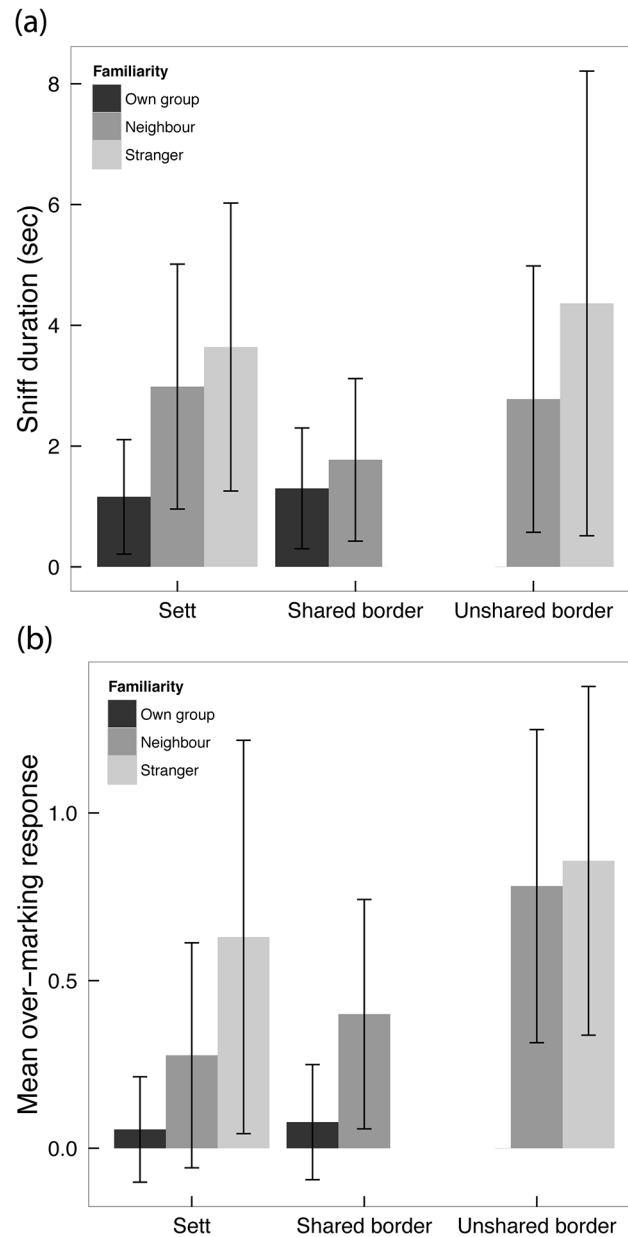 (a)
Familiarity
Own group
Neighbour
Stranger
8
6
4
2
0
Sniff duration (sec)
Sett Shared border Unshared border
(b)
Familiarity
Own group
Neighbour
Stranger
1.0
0.5
0.0
Mean over-marking response
Sett Shared border Unshared border